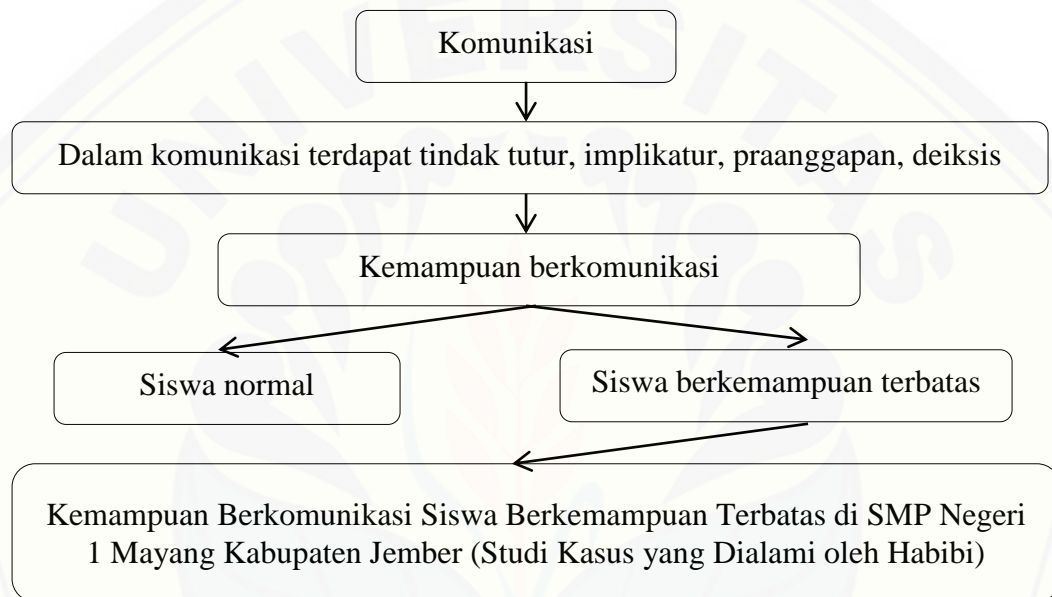 Komunikasi
Dalam komunikasi terdapat tindak tutur, implikatur, praanggapan, deiksis
Kemampuan berkomunikasi
Siswa normal
Siswa berkemampuan terbatas
Kemampuan Berkomunikasi Siswa Berkemampuan Terbatas di SMP Negeri
1 Mayang Kabupaten Jember (Studi Kasus yang Dialami oleh Habibi)
UNIVERSITAS